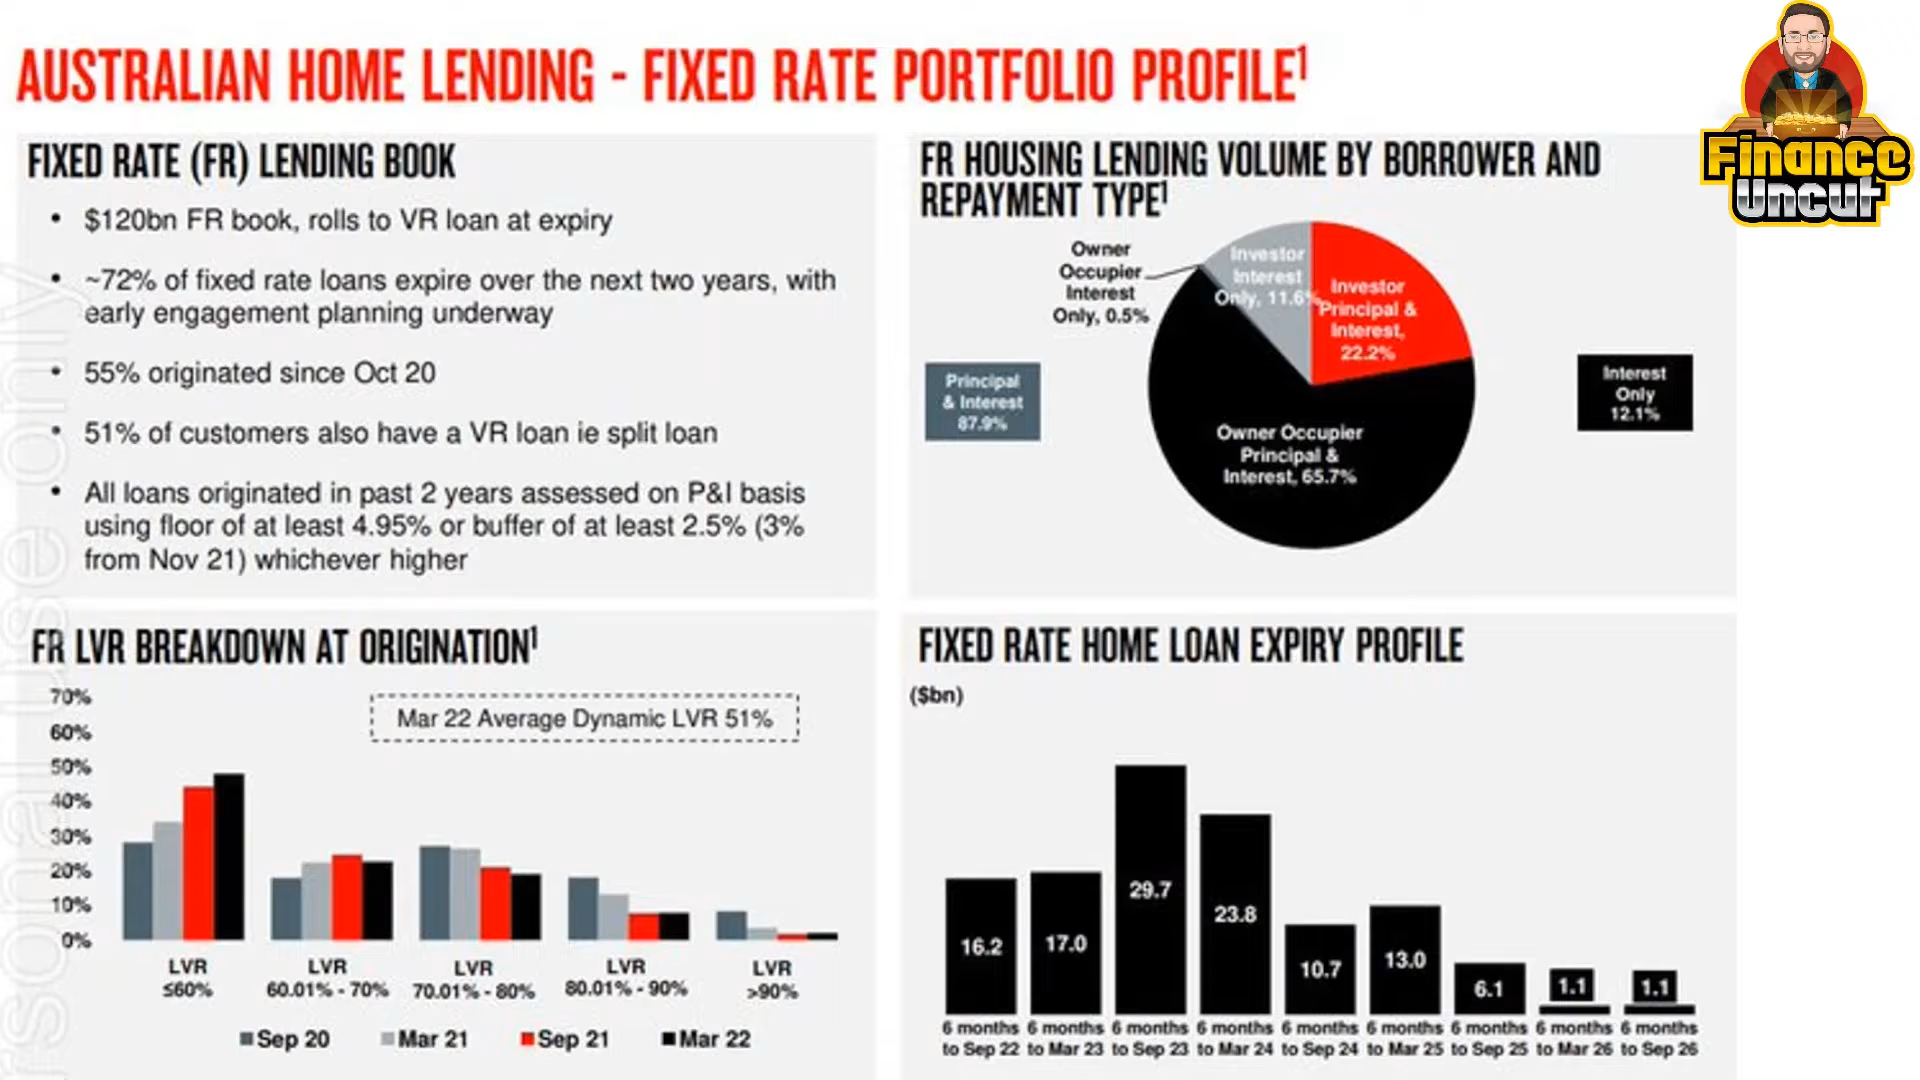 AUSTRALIAN HOME LENDING - FIXED RATE PORTFOLIO PROFILE¹
Finance
Uncut
FIXED RATE (FR) LENDING BOOK
• $120bn FR book, rolls to VR loan at expiry
• ~72% of fixed rate loans expire over the next two years, with
early engagement planning underway
• 55% originated since Oct 20
• 51% of customers also have a VR loan ie split loan
• All loans originated in past 2 years assessed on P&I basis
using floor of at least 4.95% or buffer of at least 2.5% (3%
from Nov 21) whichever higher
FR HOUSING LENDING VOLUME BY BORROWER AND
REPAYMENT TYPE¹
Owner
Occupier
Interest
Only, 0.5%
Investor
Interest
Only, 11.6%
Investor
Principal &
Interest,
22.2%
Principal
& Interest
87.9%
Interest
Only
12.1%
Owner Occupier
Principal &
Interest, 65.7%
FR LVR BREAKDOWN AT ORIGINATION¹
70%
60%
50%
40%
30%
20%
10%
0%
Mar 22 Average Dynamic LVR 51%
LVR
≤60%
LVR
60.01% - 70%
LVR
70.01% - 80%
LVR
80.01% - 90%
LVR
>90%
Sep 20 Mar 21 Sep 21 Mar 22
FIXED RATE HOME LOAN EXPIRY PROFILE
($bn)
16.2
17.0
29.7
23.8
10.7
13.0
6.1
1.1
1.1
6 months
to Sep 22
6 months
to Mar 23
6 months
to Sep 23
6 months
to Mar 24
6 months
to Sep 24
6 months
to Mar 25
6 months
to Sep 25
6 months
to Mar 26
6 months
to Sep 26
rsonal use only